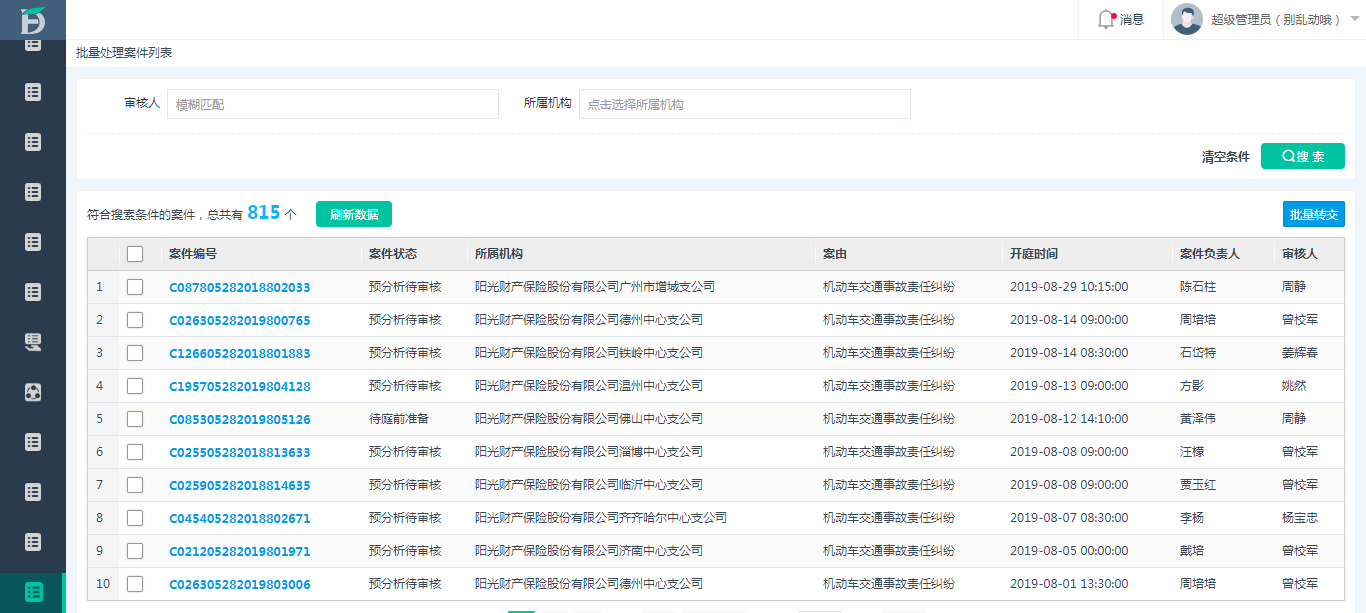 消息 超级管理员（别乱动哦）
批量处理案件列表
审核人 模糊匹配 所属机构 点击选择所属机构
清空条件 搜 索
符合搜索条件的案件，总共有 815 个 刷新数据 批量转交
案件编号 案件状态 所属机构 案由 开庭时间 案件负责人 审核人
1 C087805282018802033 预分析待审核 阳光财产保险股份有限公司广州市增城支公司 机动车交通事故责任纠纷 2019-08-29 10:15:00 陈石柱 周静
2 C026305282019800765 预分析待审核 阳光财产保险股份有限公司德州中心支公司 机动车交通事故责任纠纷 2019-08-14 09:00:00 周培培 曾校军
3 C126605282018801883 预分析待审核 阳光财产保险股份有限公司铁岭中心支公司 机动车交通事故责任纠纷 2019-08-14 08:30:00 石岱特 姜辉春
4 C195705282019804128 预分析待审核 阳光财产保险股份有限公司温州中心支公司 机动车交通事故责任纠纷 2019-08-13 09:00:00 方影 姚然
5 C085305282019805126 待庭前准备 阳光财产保险股份有限公司佛山中心支公司 机动车交通事故责任纠纷 2019-08-12 14:10:00 黄泽伟 周静
6 C025505282018813633 预分析待审核 阳光财产保险股份有限公司淄博中心支公司 机动车交通事故责任纠纷 2019-08-08 09:00:00 汪檬 曾校军
7 C025905282018814635 预分析待审核 阳光财产保险股份有限公司临沂中心支公司 机动车交通事故责任纠纷 2019-08-08 09:00:00 贾玉红 曾校军
8 C045405282018802671 预分析待审核 阳光财产保险股份有限公司齐齐哈尔中心支公司 机动车交通事故责任纠纷 2019-08-07 08:30:00 李杨 杨宝忠
9 C021205282019801971 预分析待审核 阳光财产保险股份有限公司济南中心支公司 机动车交通事故责任纠纷 2019-08-05 00:00:00 戴培 曾校军
10 C026305282019803006 预分析待审核 阳光财产保险股份有限公司德州中心支公司 机动车交通事故责任纠纷 2019-08-01 13:30:00 周培培 曾校军